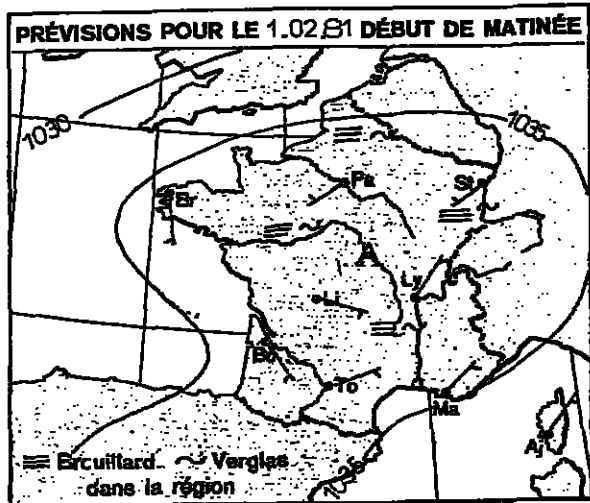 PRÉVISIONS POUR LE 1.02.81 DÉBUT DE MATINÉE
1030
1035
Br
Pa
St
A
Li
Ly
Bo
To
Ma
Aj
1025
Brouillard Verglas
dans la région